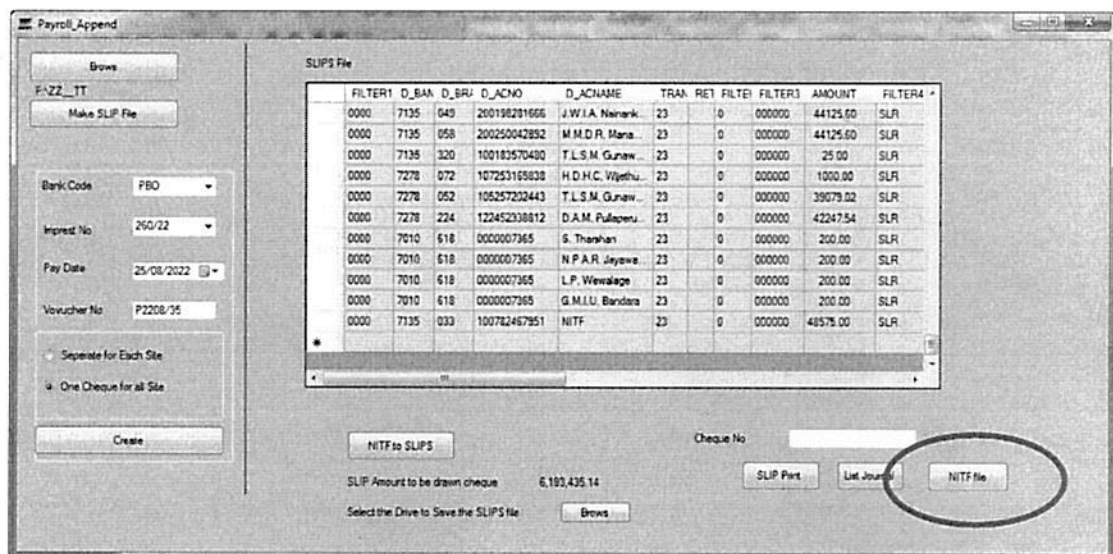 Payroll_Append
Brows
F:\ZZ__TT
Make SLIP File
Bank Code PBO
Imprest No 260/22
Pay Date 25/08/2022
Vovucher No P2208/35
Seperate for Each Site
One Cheque for all Site
Create
SLIPS File
FILTER1 D_BAN D_BR D_ACNO D_ACNAME TRAN RET FILTE FILTER3 AMOUNT FILTER4
0000 7135 049 200198281666 J.W.I.A. Nainank... 23 0 000000 44125.60 SLR
0000 7135 058 200250042892 M.M.D.R. Mana... 23 0 000000 44125.60 SLR
0000 7135 320 100183570480 T.L.S.M. Gunaw... 23 0 000000 25.00 SLR
0000 7278 072 107253165838 H.D.H.C. Wijethu... 23 0 000000 1000.00 SLR
0000 7278 052 105257202443 T.L.S.M. Gunaw... 23 0 000000 39079.02 SLR
0000 7278 224 122452338812 D.A.M. Pulleperu... 23 0 000000 42247.54 SLR
0000 7010 618 0000007365 S. Tharshan 23 0 000000 200.00 SLR
0000 7010 618 0000007365 N.P.A.R. Jayawa... 23 0 000000 200.00 SLR
0000 7010 618 0000007365 L.P. Wewalage 23 0 000000 200.00 SLR
0000 7010 618 0000007365 G.M.I.U. Bandara 23 0 000000 200.00 SLR
0000 7135 033 100782467951 NITF 23 0 000000 48575.00 SLR
NITF to SLIPS
Cheque No
SLIP Print List Journal NITF file
SLIP Amount to be drawn cheque 6,193,435.14
Select the Drive to Save the SLIPS file Brows